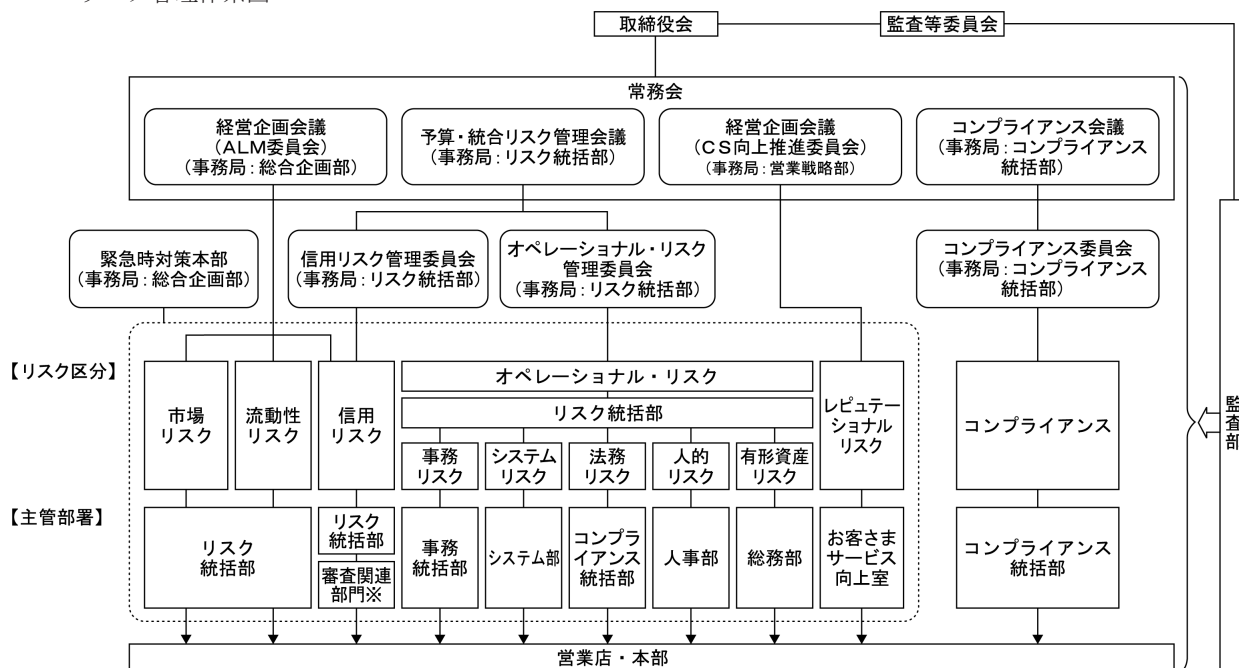 取締役会
監査等委員会
常務会
経営企画会議
(ALM委員会)
(事務局:総合企画部)
予算・統合リスク管理会議
(事務局:リスク統括部)
経営企画会議
(CS向上推進委員会)
(事務局:営業戦略部)
コンプライアンス会議
(事務局:コンプライアンス
統括部)
緊急時対策本部
(事務局:総合企画部)
信用リスク管理委員会
(事務局:リスク統括部)
オペレーショナル・リスク
管理委員会
(事務局:リスク統括部)
コンプライアンス委員会
(事務局:コンプライアンス
統括部)
【リスク区分】
市場
リスク
流動性
リスク
信用
リスク
オペレーショナル・リスク
リスク統括部
事務
リスク
システム
リスク
法務
リスク
人的
リスク
有形資産
リスク
レピュテー
ショナル
リスク
コンプライアンス
監査部
【主管部署】
リスク
統括部
リスク
統括部
審査関連
部門※
事務
統括部
システム部
コンプラ
イアンス
統括部
人事部
総務部
お客さま
サービス
向上室
コンプライアンス
統括部
営業店・本部